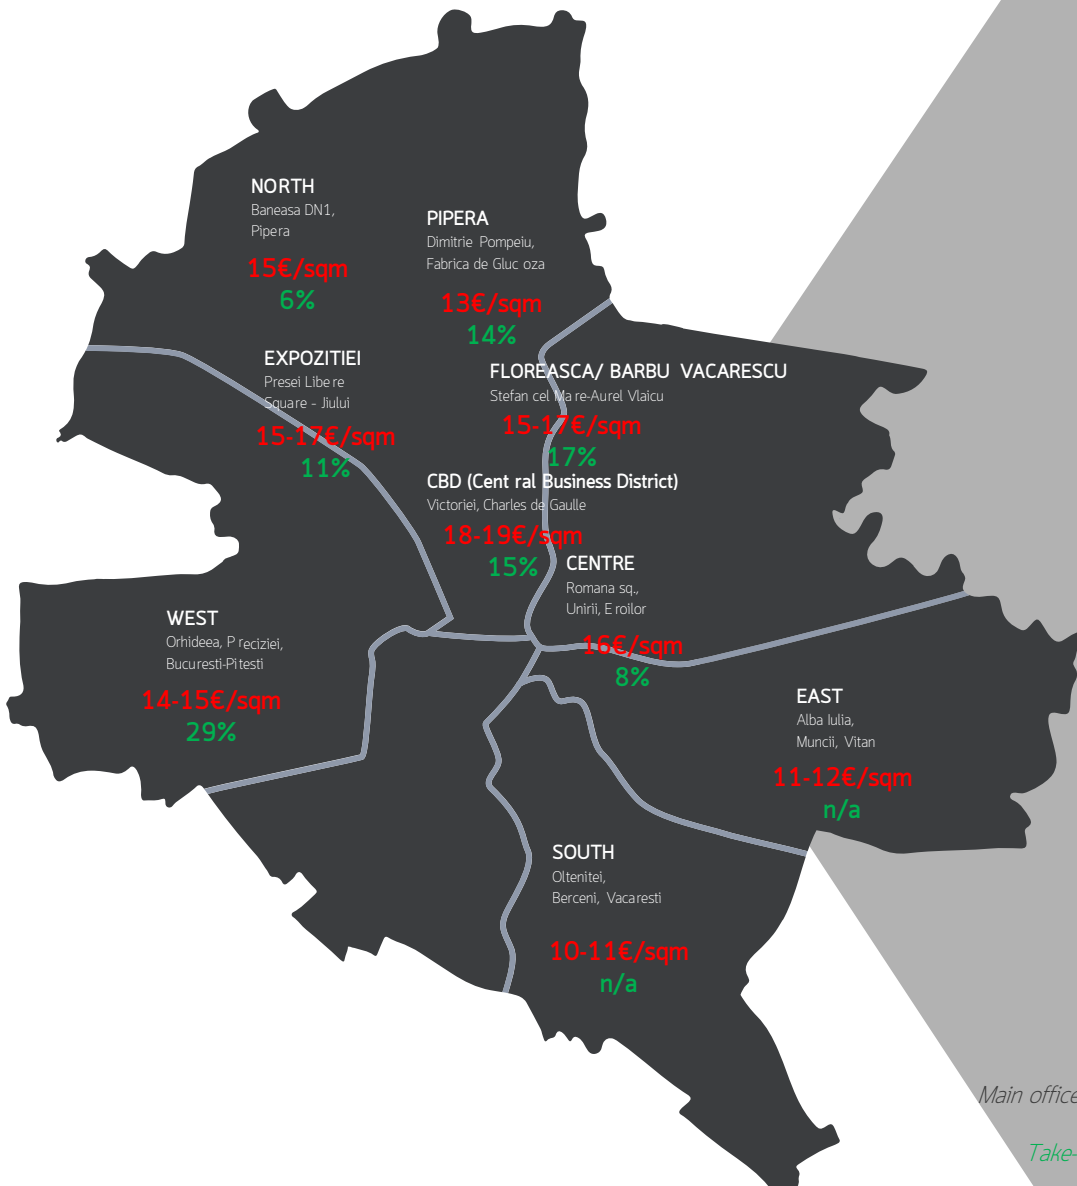 NORTH
Baneasa DN1,
Pipera
15€/sqm
6%
PIPERA
Dimitrie Pompeiu,
Fabrica de Gluc oza
13€/sqm
14%
EXPOZITIEI
Presei Libe re
Square - Jiului
15-17€/sqm
11%
FLOREASCA/ BARBU VACARESCU
Stefan cel Ma re-Aurel Vlaicu
15-17€/sqm
17%
CBD (Cent ral Business District)
Victoriei, Charles de Gaulle
18-19€/sqm
15%
CENTRE
Romana sq.,
Unirii, E roilor
16€/sqm
8%
WEST
Orhideea, P reciziei,
Bucuresti-Pitesti
14-15€/sqm
29%
EAST
Alba Iulia,
Muncii, Vitan
11-12€/sqm
n/a
SOUTH
Oltenitei,
Berceni, Vacaresti
10-11€/sqm
n/a
Main office
Take-